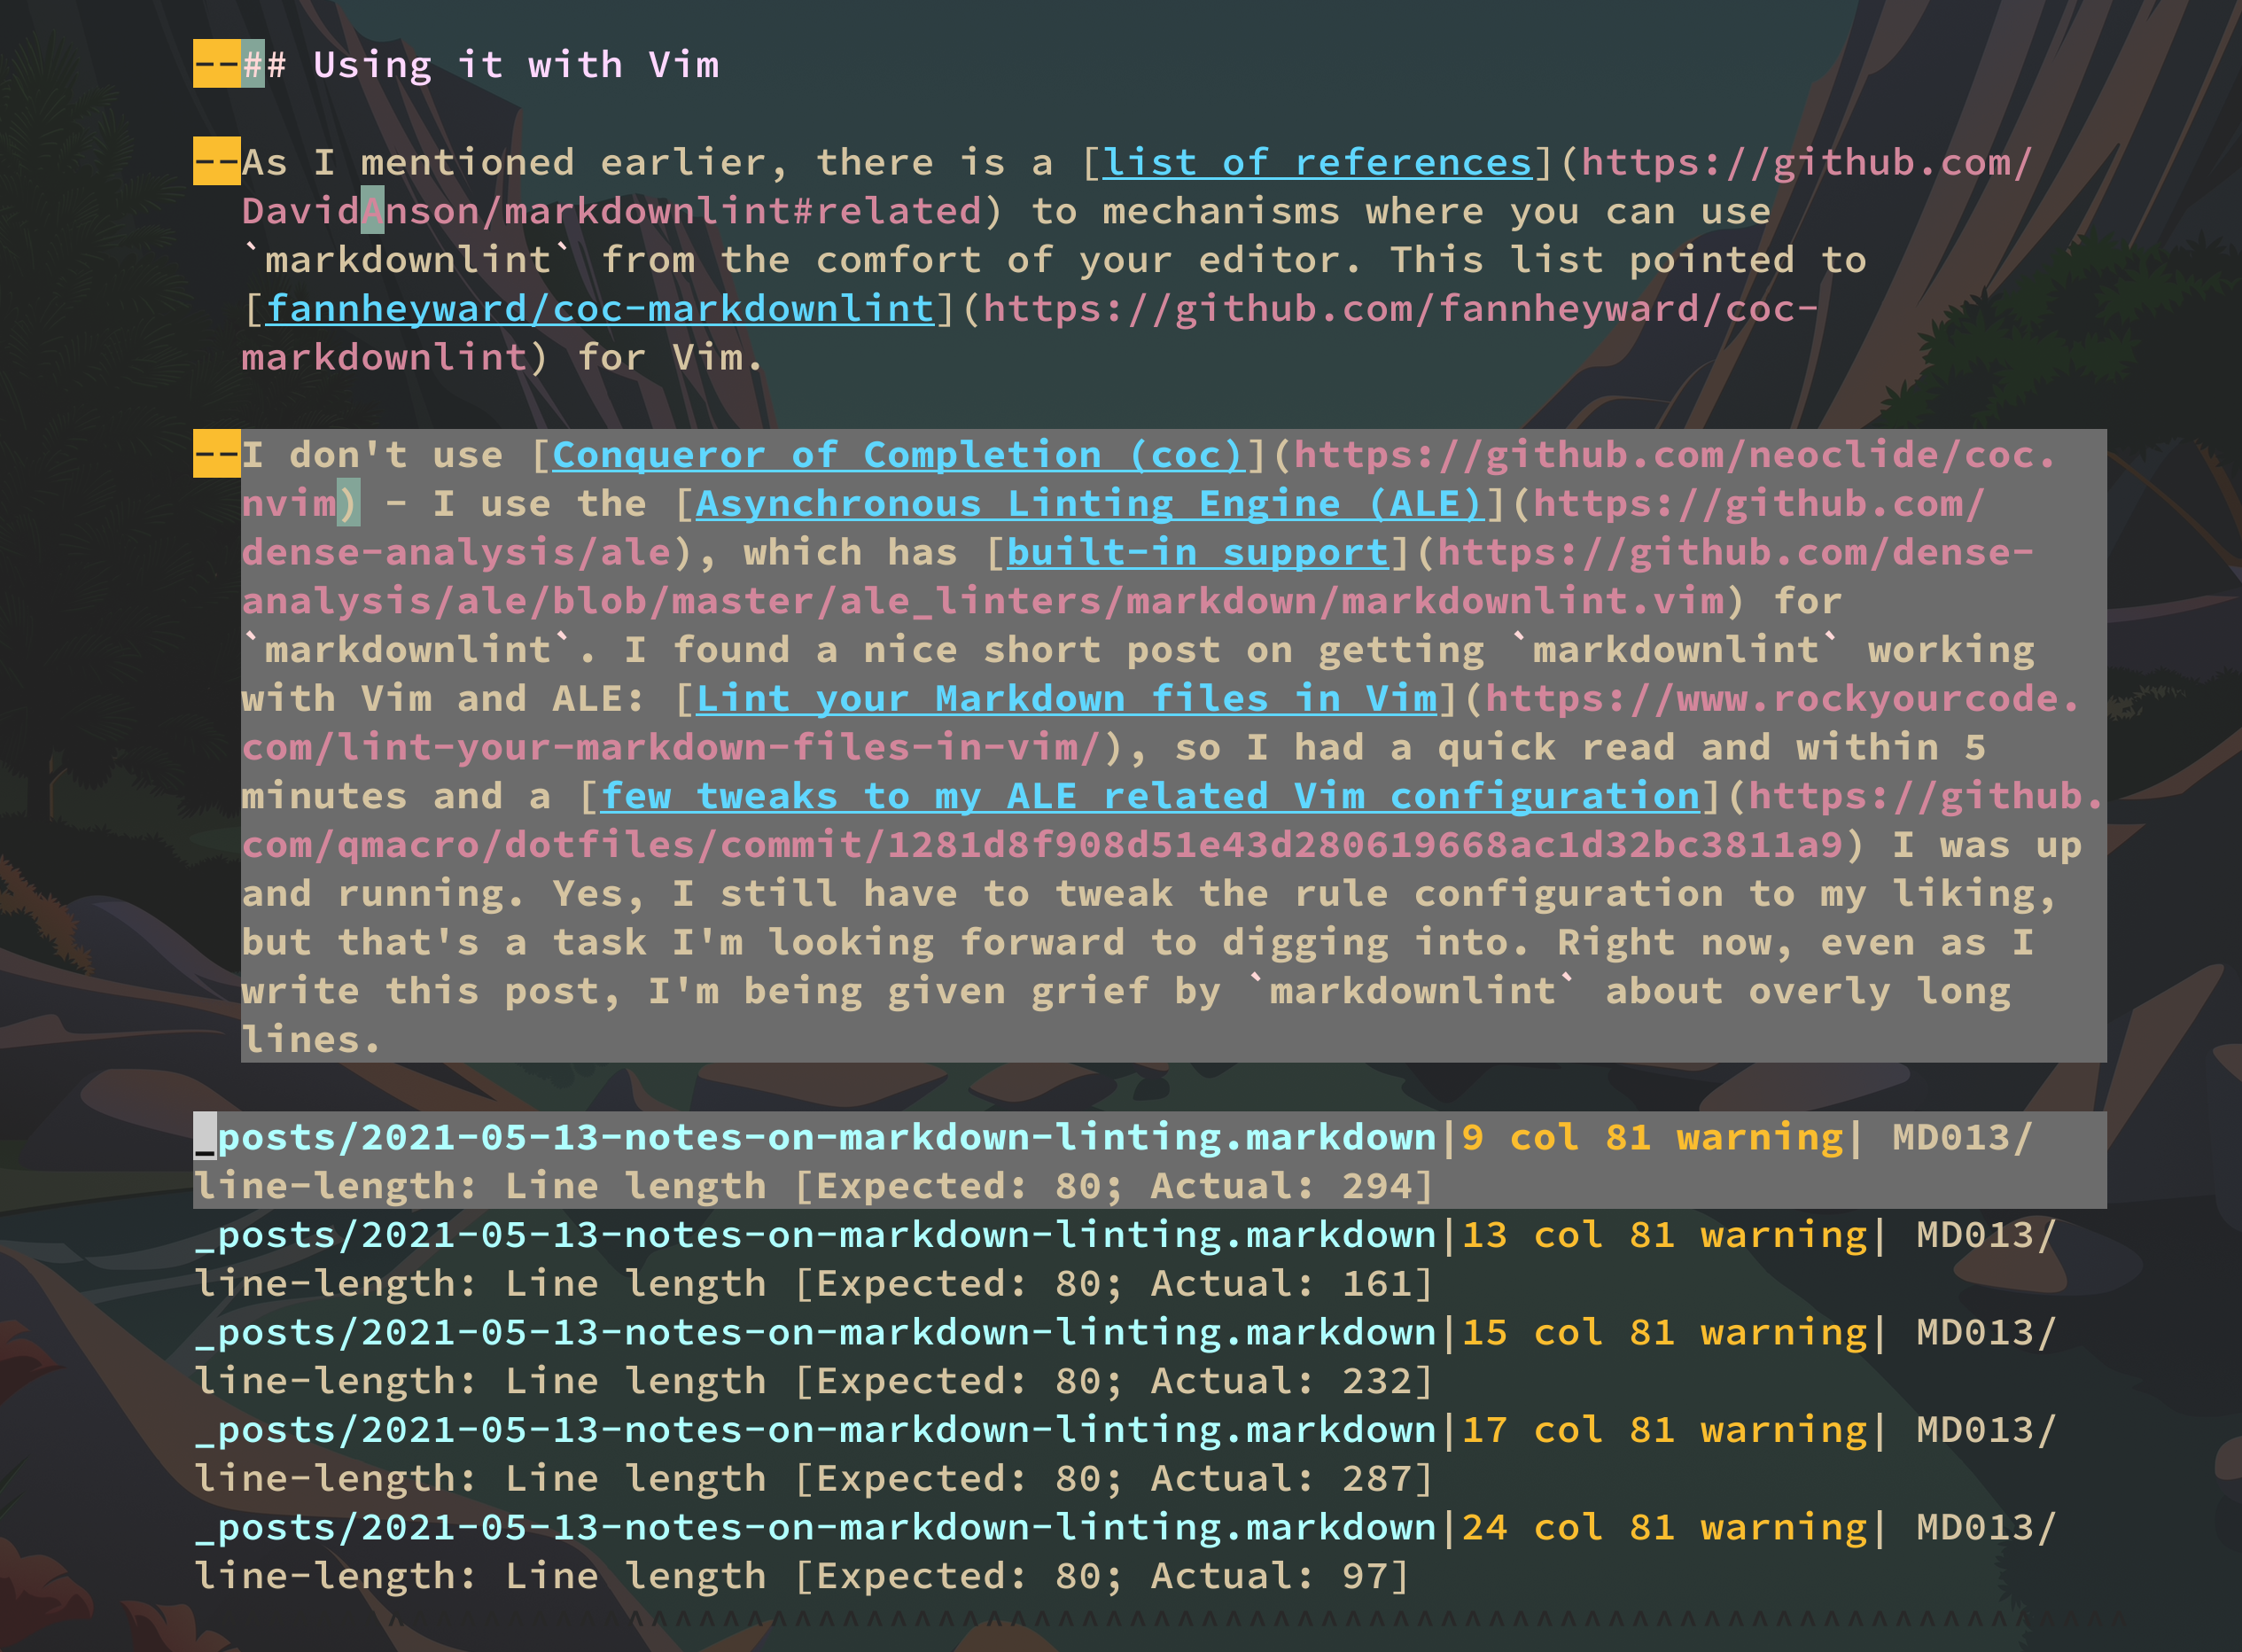 --## Using it with Vim
--As I mentioned earlier, there is a [list of references](https://github.com/
DavidAnson/markdownlint#related) to mechanisms where you can use
`markdownlint` from the comfort of your editor. This list pointed to
[fannheyward/coc-markdownlint](https://github.com/fannheyward/coc-
markdownlint) for Vim.
--I don't use [Conqueror of Completion (coc)](https://github.com/neoclide/coc.
nvim) - I use the [Asynchronous Linting Engine (ALE)](https://github.com/
dense-analysis/ale), which has [built-in support](https://github.com/dense-
analysis/ale/blob/master/ale_linters/markdown/markdownlint.vim) for
`markdownlint`. I found a nice short post on getting `markdownlint` working
with Vim and ALE: [Lint your Markdown files in Vim](https://www.rockyourcode.
com/lint-your-markdown-files-in-vim/), so I had a quick read and within 5
minutes and a [few tweaks to my ALE related Vim configuration](https://github.
com/qmacro/dotfiles/commit/1281d8f908d51e43d280619668ac1d32bc3811a9) I was up
and running. Yes, I still have to tweak the rule configuration to my liking,
but that's a task I'm looking forward to digging into. Right now, even as I
write this post, I'm being given grief by `markdownlint` about overly long
lines.
_posts/2021-05-13-notes-on-markdown-linting.markdown|9 col 81 warning| MD013/
line-length: Line length [Expected: 80; Actual: 294]
_posts/2021-05-13-notes-on-markdown-linting.markdown|13 col 81 warning| MD013/
line-length: Line length [Expected: 80; Actual: 161]
_posts/2021-05-13-notes-on-markdown-linting.markdown|15 col 81 warning| MD013/
line-length: Line length [Expected: 80; Actual: 232]
_posts/2021-05-13-notes-on-markdown-linting.markdown|17 col 81 warning| MD013/
line-length: Line length [Expected: 80; Actual: 287]
_posts/2021-05-13-notes-on-markdown-linting.markdown|24 col 81 warning| MD013/
line-length: Line length [Expected: 80; Actual: 97]